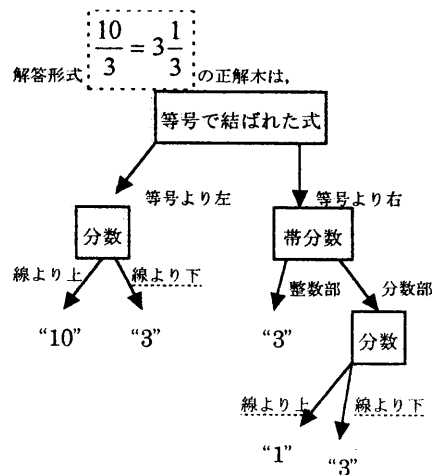 解答形式 10/3 = 3 1/3 の正解木は,
等号で結ばれた式
等号より左 等号より右
分数 帯分数
線より上 線より下 整数部 分数部
“10” “3” “3” 分数
線より上 線より下
“1” “3”